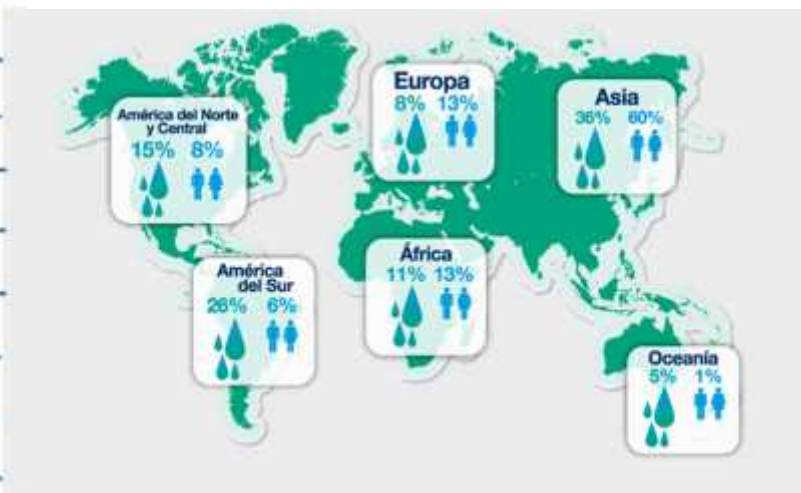 América del Norte
y Central
15% 8%
Europa
8% 13%
Asia
36% 60%
América
del Sur
26% 6%
África
11% 13%
Oceanía
5% 1%